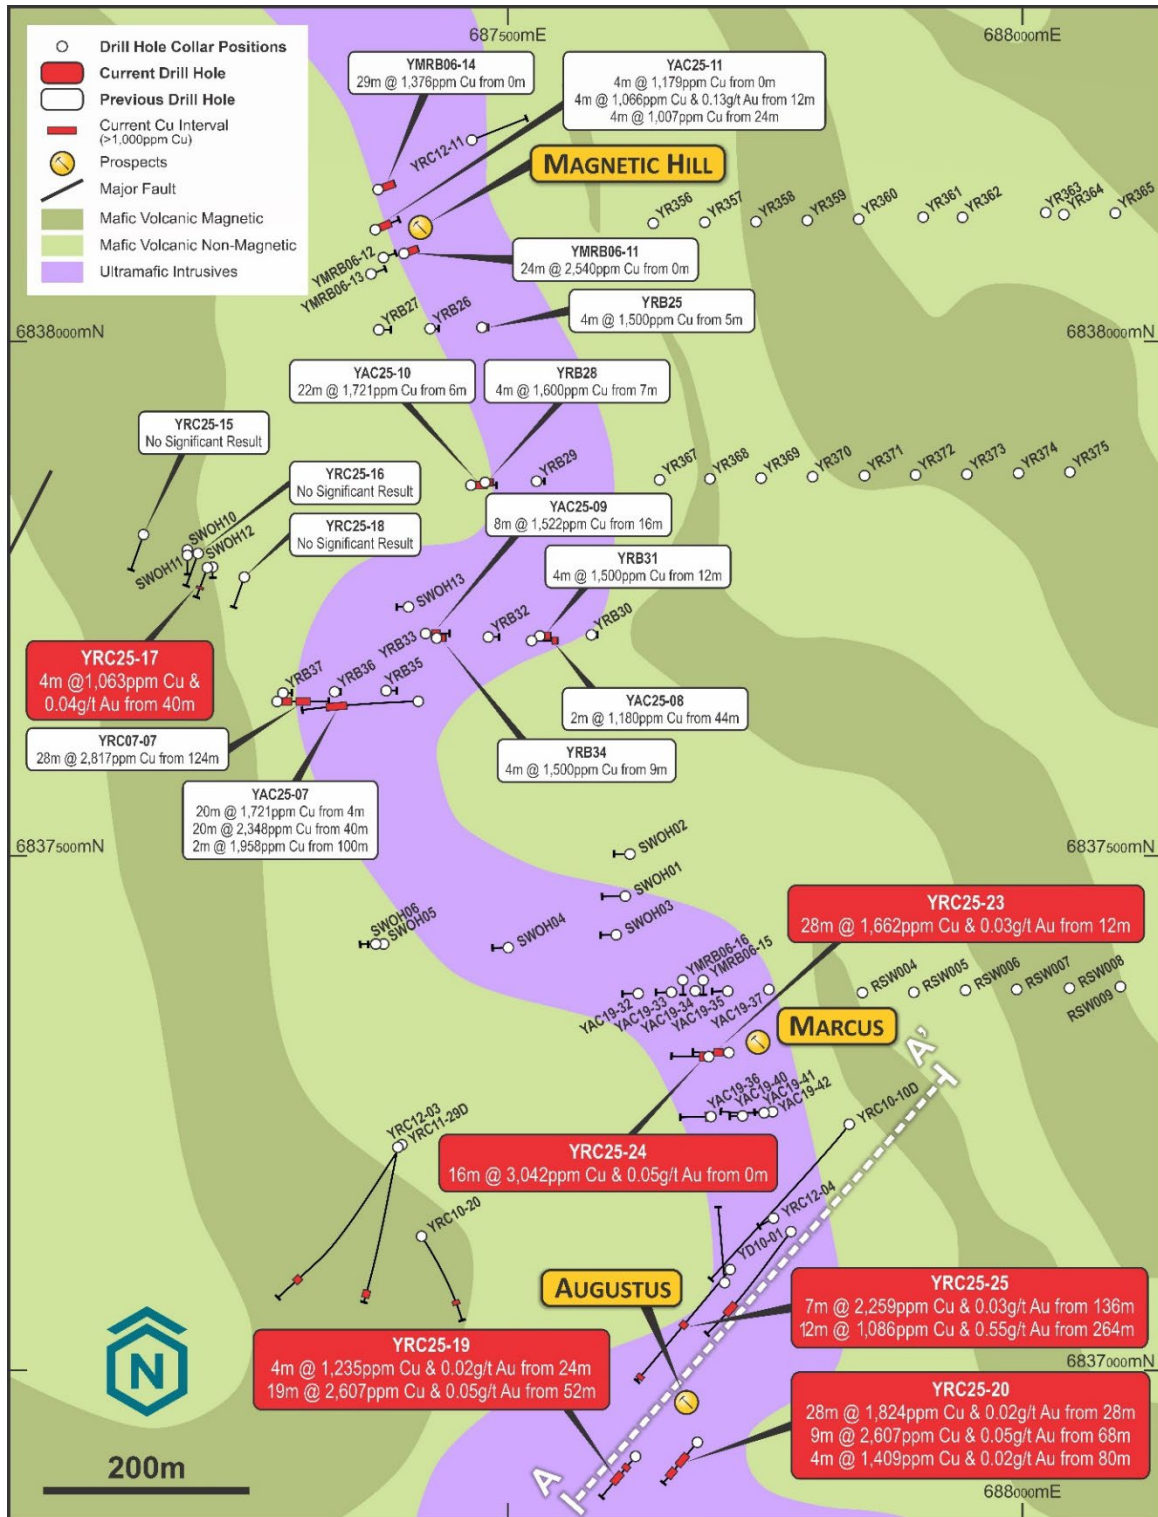 687500mE
688000mE
Drill Hole Collar Positions
Current Drill Hole
Previous Drill Hole
Current Cu Interval
(>1,000ppm Cu)
Prospects
Major Fault
Mafic Volcanic Magnetic
Mafic Volcanic Non-Magnetic
Ultramafic Intrusives
YMRB06-14
29m @ 1,376ppm Cu from 0m
YAC25-11
4m @ 1,179ppm Cu from 0m
4m @ 1,066ppm Cu & 0.13g/t Au from 12m
4m @ 1,007ppm Cu from 24m
YRC12-11
MAGNETIC HILL
YR356
YR357
YR358
YR359
YR360
YR361
YR362
YR363
YR364
YR365
YMRB06-12
YMRB06-13
YMRB06-11
24m @ 2,540ppm Cu from 0m
YRB27
YRB26
YRB25
4m @ 1,500ppm Cu from 5m
6838000mN
6838000mN
YAC25-10
22m @ 1,721ppm Cu from 6m
YRB28
4m @ 1,600ppm Cu from 7m
YRC25-15
No Significant Result
YRB29
YR367
YR368
YR369
YR370
YR371
YR372
YR373
YR374
YR375
YRC25-16
No Significant Result
SWOH10
SWOH11
SWOH12
YRC25-18
No Significant Result
YAC25-09
8m @ 1,522ppm Cu from 16m
YRB31
4m @ 1,500ppm Cu from 12m
SWOH13
YRB33
YRB32
YRB30
YRC25-17
4m @1,063ppm Cu &
0.04g/t Au from 40m
YRB37
YRB36
YRB35
YAC25-08
2m @ 1,180ppm Cu from 44m
YRC07-07
28m @ 2,817ppm Cu from 124m
YRB34
4m @ 1,500ppm Cu from 9m
YAC25-07
20m @ 1,721ppm Cu from 4m
20m @ 2,348ppm Cu from 40m
2m @ 1,958ppm Cu from 100m
6837500mN
6837500mN
SWOH02
SWOH01
SWOH03
SWOH04
SWOH06
SWOH05
YRC25-23
28m @ 1,662ppm Cu & 0.03g/t Au from 12m
YMRB06-16
YMRB06-15
YAC19-32
YAC19-33
YAC19-34
YAC19-35
YAC19-37
RSW004
RSW005
RSW006
RSW007
RSW008
RSW009
MARCUS
A'
YAC19-36
YAC19-40
YAC19-41
YAC19-42
YRC10-10D
YRC12-03
YRC11-29D
YRC25-24
16m @ 3,042ppm Cu & 0.05g/t Au from 0m
YRC10-20
YRC12-04
YD10-01
AUGUSTUS
YRC25-25
7m @ 2,259ppm Cu & 0.03g/t Au from 136m
12m @ 1,086ppm Cu & 0.55g/t Au from 264m
N
YRC25-19
4m @ 1,235ppm Cu & 0.02g/t Au from 24m
19m @ 2,607ppm Cu & 0.05g/t Au from 52m
6837000mN
YRC25-20
28m @ 1,824ppm Cu & 0.02g/t Au from 28m
9m @ 2,607ppm Cu & 0.05g/t Au from 68m
4m @ 1,409ppm Cu & 0.02g/t Au from 80m
200m
A
688000mE